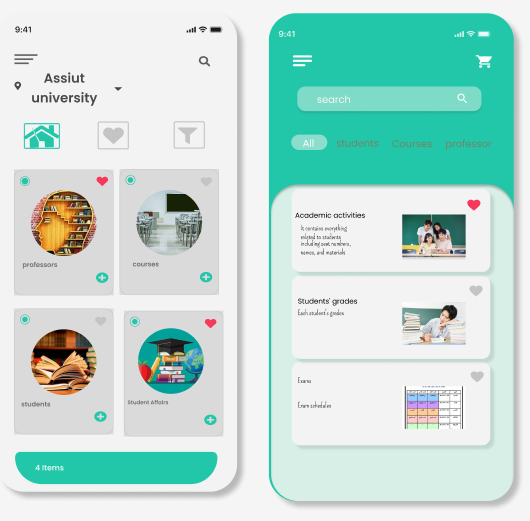 9:41
Assiut
university
professors
courses
students
Student Affairs
4 Items
9:41
search
All
students
Courses
professor
Academic activities
It contains everything
related to students
including seat numbers,
names, and materials
Students' grades
Each student's grades
Exams
Exam schedules